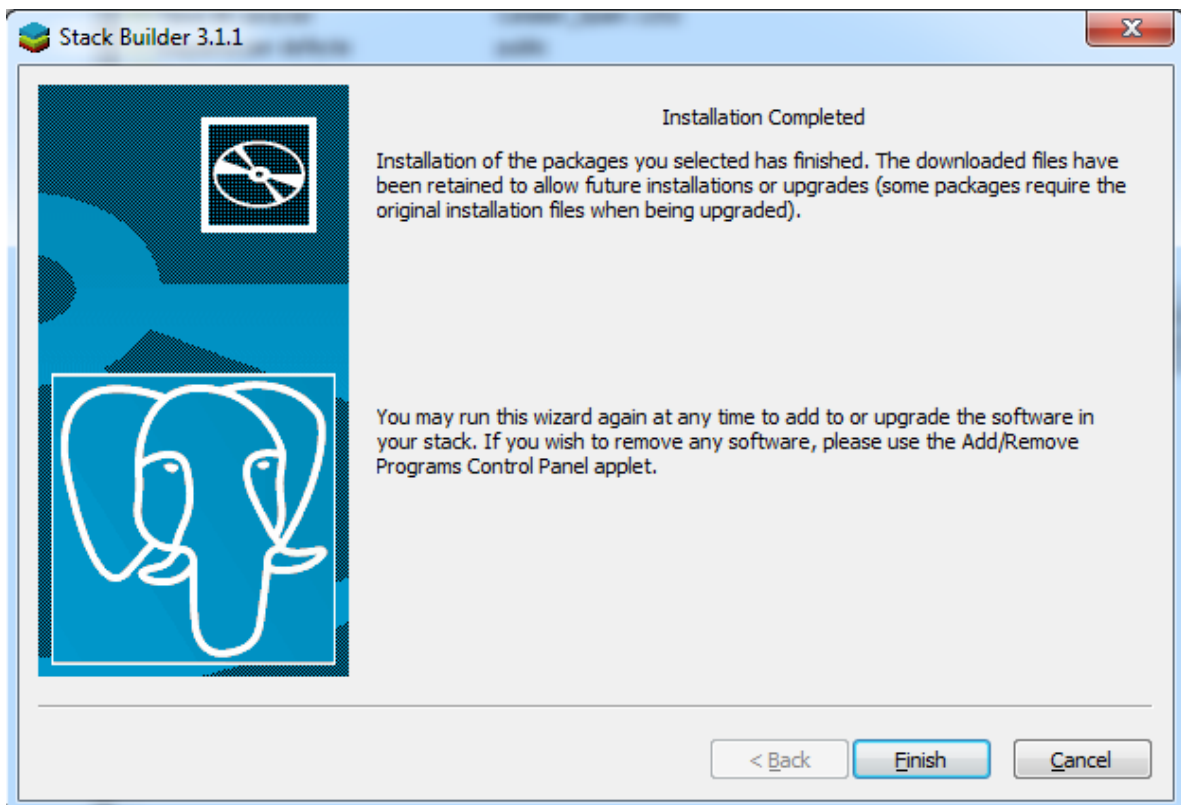 Stack Builder 3.1.1
Installation Completed
Installation of the packages you selected has finished. The downloaded files have
been retained to allow future installations or upgrades (some packages require the
original installation files when being upgraded).
You may run this wizard again at any time to add to or upgrade the software in
your stack. If you wish to remove any software, please use the Add/Remove
Programs Control Panel applet.
< Back
Finish
Cancel